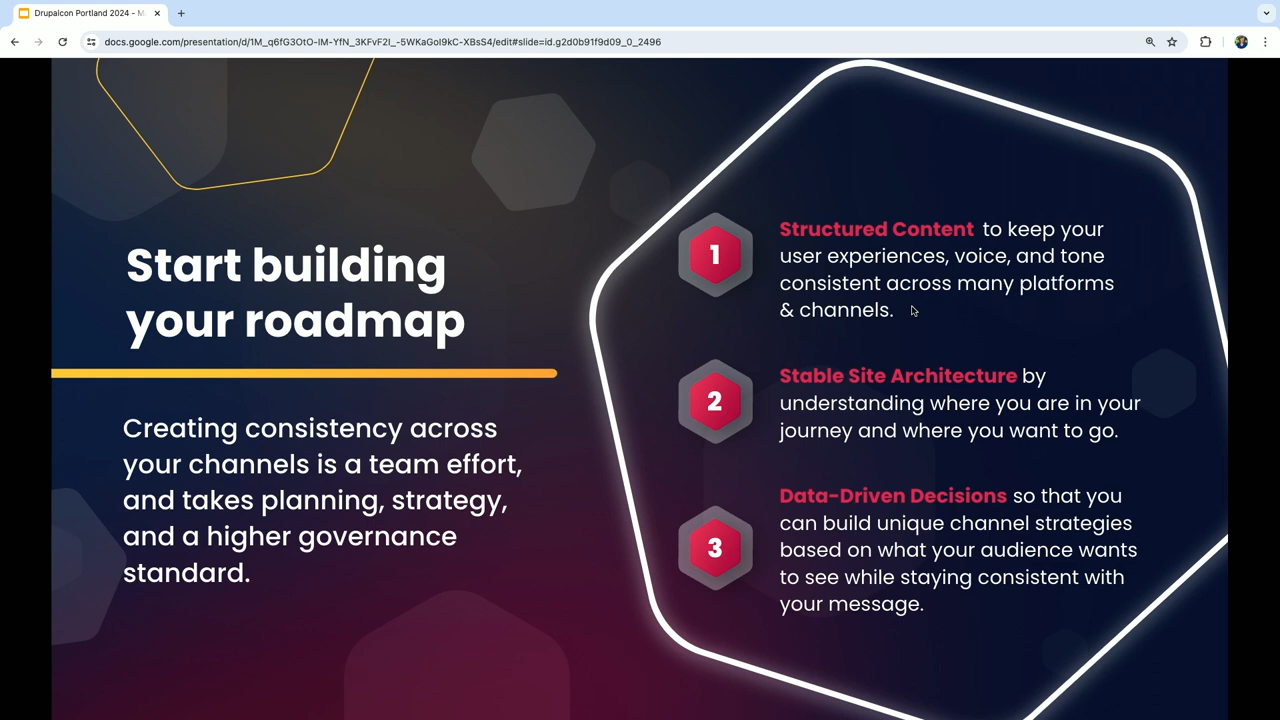 Drupalcon Portland 2024 - M
docs.google.com/presentation/d/1M_q6fG3OtO-IM-YfN_3KFvF2I_-5WKaGol9kC-XBsS4/edit#slide=id.g2d0b91f9d09_0_2496
Start building
your roadmap
Creating consistency across
your channels is a team effort,
and takes planning, strategy,
and a higher governance
standard.
1
Structured Content to keep your
user experiences, voice, and tone
consistent across many platforms
& channels.
2
Stable Site Architecture by
understanding where you are in your
journey and where you want to go.
3
Data-Driven Decisions so that you
can build unique channel strategies
based on what your audience wants
to see while staying consistent with
your message.